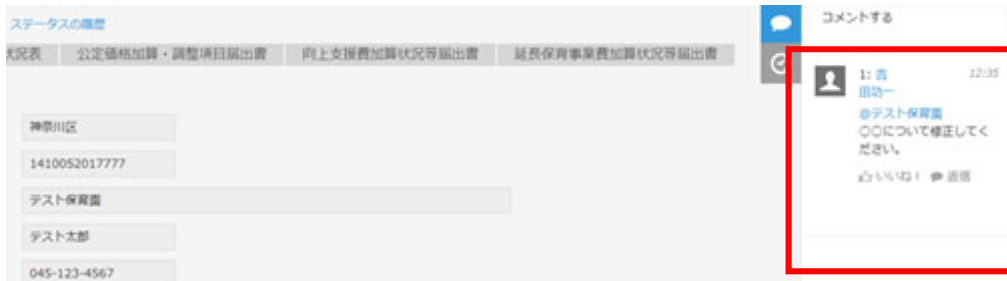 ステータスの履歴
状況表 公定価格加算・調整項目届出書 向上支援費加算状況等届出書 延長保育事業費加算状況等届出書
神奈川区
1410052017777
テスト保育園
テスト太郎
045-123-4567
コメントする
1: 吉 12:35
田功一
@テスト保育園
○○について修正してく
ださい。
いいね! 返信